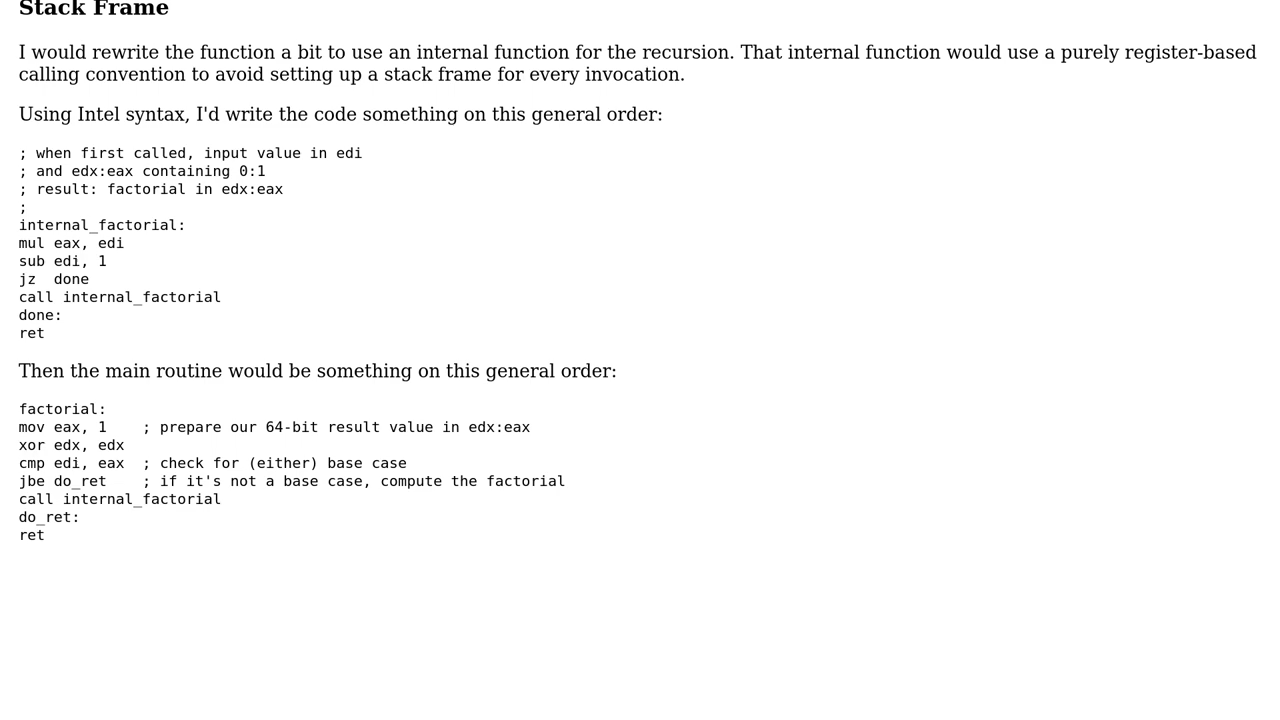 Stack Frame
I would rewrite the function a bit to use an internal function for the recursion. That internal function would use a purely register-based
calling convention to avoid setting up a stack frame for every invocation.
Using Intel syntax, I'd write the code something on this general order:
; when first called, input value in edi
; and edx:eax containing 0:1
; result: factorial in edx:eax
;
internal_factorial:
mul eax, edi
sub edi, 1
jz  done
call internal_factorial
done:
ret
Then the main routine would be something on this general order:
factorial:
mov eax, 1    ; prepare our 64-bit result value in edx:eax
xor edx, edx
cmp edi, eax  ; check for (either) base case
jbe do_ret    ; if it's not a base case, compute the factorial
call internal_factorial
do_ret:
ret